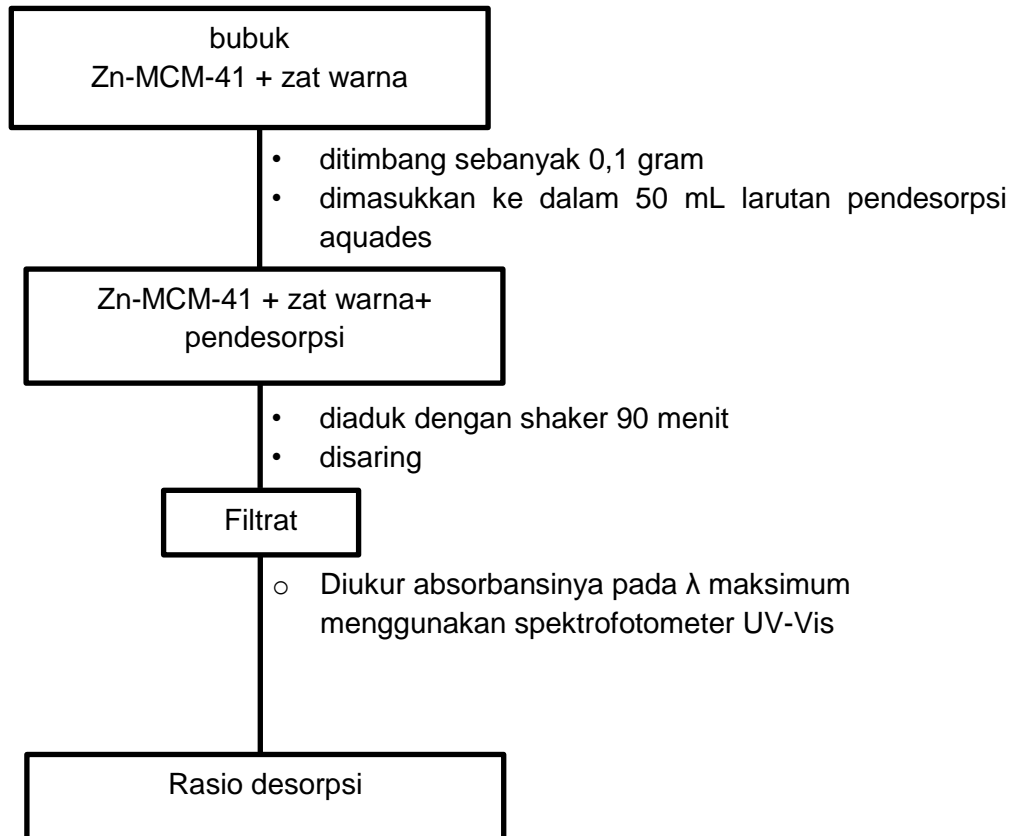 bubuk
Zn-MCM-41 + zat warna
• ditimbang sebanyak 0,1 gram
• dimasukkan ke dalam 50 mL larutan pendesorpsi
aquades
Zn-MCM-41 + zat warna+
pendesorpsi
• diaduk dengan shaker 90 menit
• disaring
Filtrat
○ Diukur absorbansinya pada λ maksimum
menggunakan spektrofotometer UV-Vis
Rasio desorpsi